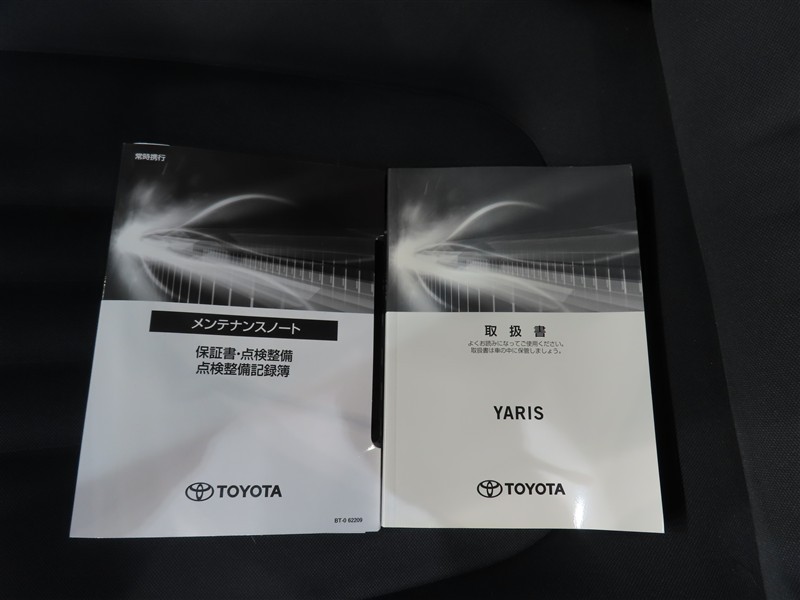 常時携行
メンテナンスノート
保証書・点検整備
点検整備記録簿
TOYOTA
BT-0 62209
取扱書
よくお読みになってご使用ください。
取扱書は車の中に保管しましょう。
YARIS
TOYOTA